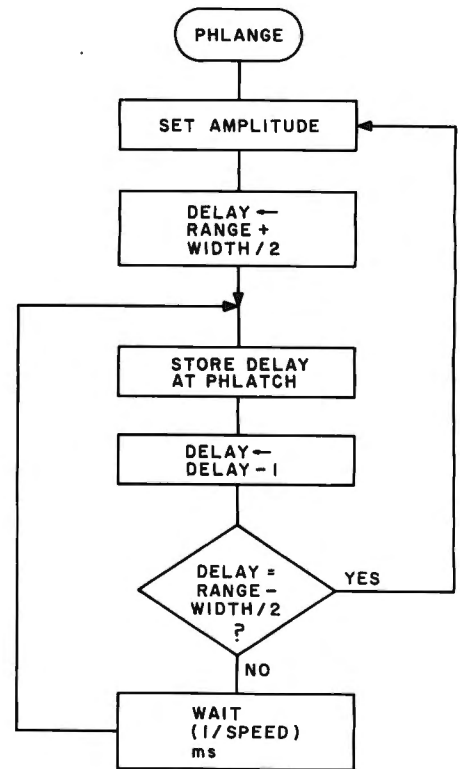 PHLANGE
SET AMPLITUDE
DELAY ←
RANGE +
WIDTH / 2
STORE DELAY
AT PHLATCH
DELAY ←
DELAY - 1
DELAY =
RANGE -
WIDTH / 2
?
YES
NO
WAIT
(1/SPEED)
ms